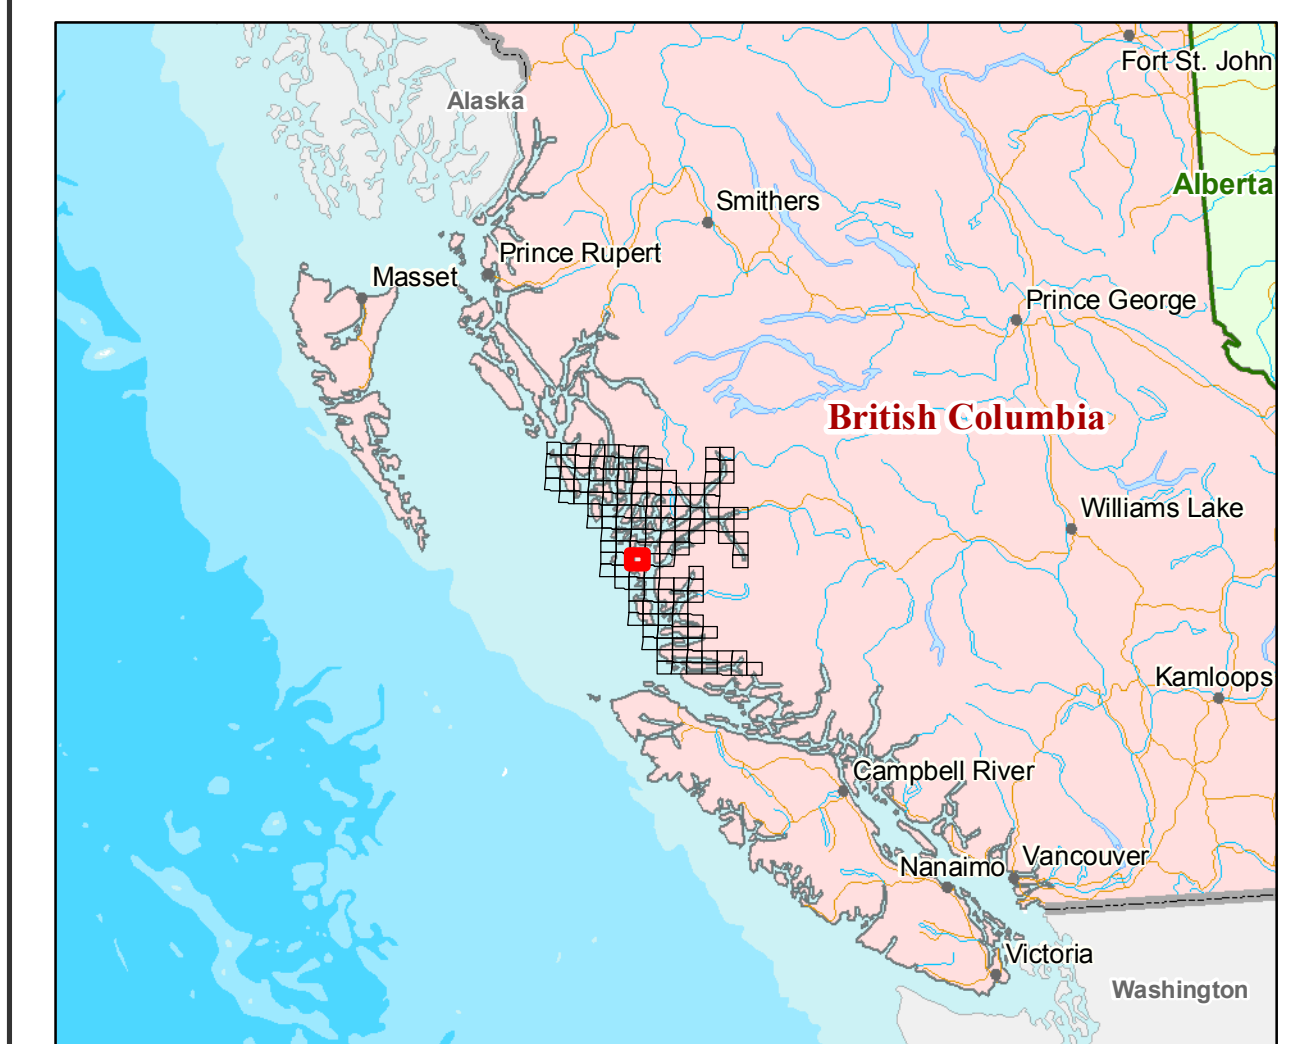 Fort St. John
Alaska
Alberta
Smithers
Prince Rupert
Masset
Prince George
British Columbia
Williams Lake
Kamloops
Campbell River
Vancouver
Nanaimo
Victoria
Washington